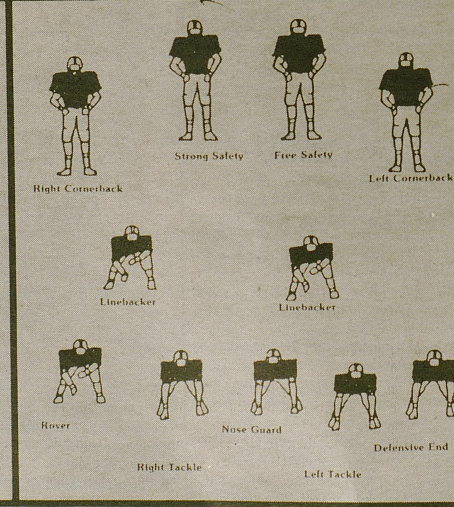 Strong Safety
Free Safety
Left Cornerback
Right Cornerback
Linebacker
Linebacker
Rover
Nose Guard
Defensive End
Right Tackle
Left Tackle